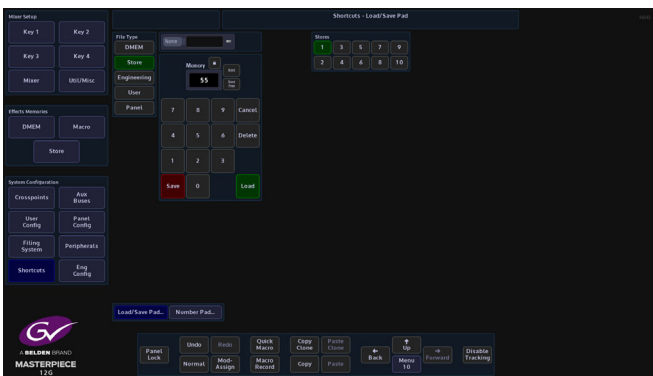 Shortcuts - Load/Save Pad
Mixer Setup
Key 1
Key 2
Key 3
Key 4
Mixer
Util/Misc
Effects Memories
DMEM
Macro
Store
System Configuration
Crosspoints
Aux
Buses
User
Config
Panel
Config
Filing
System
Peripherals
Shortcuts
Eng
Config
File Type
DMEM
Store
Engineering
User
Panel
Name
Memory
55
7
8
9
Cancel
4
5
6
Delete
1
2
3
Save
0
Load
Stores
1
3
5
7
9
2
4
6
8
10
Load/Save Pad...
Number Pad...
GV
A BELDEN BRAND
MASTERPIECE
12G
Panel
Lock
Undo
Redo
Quick
Macro
Copy
Clone
Paste
Clone
Normal
Mod-
Assign
Macro
Record
Copy
Paste
←
Back
↑
Up
Menu
10
→
Forward
Disable
Tracking